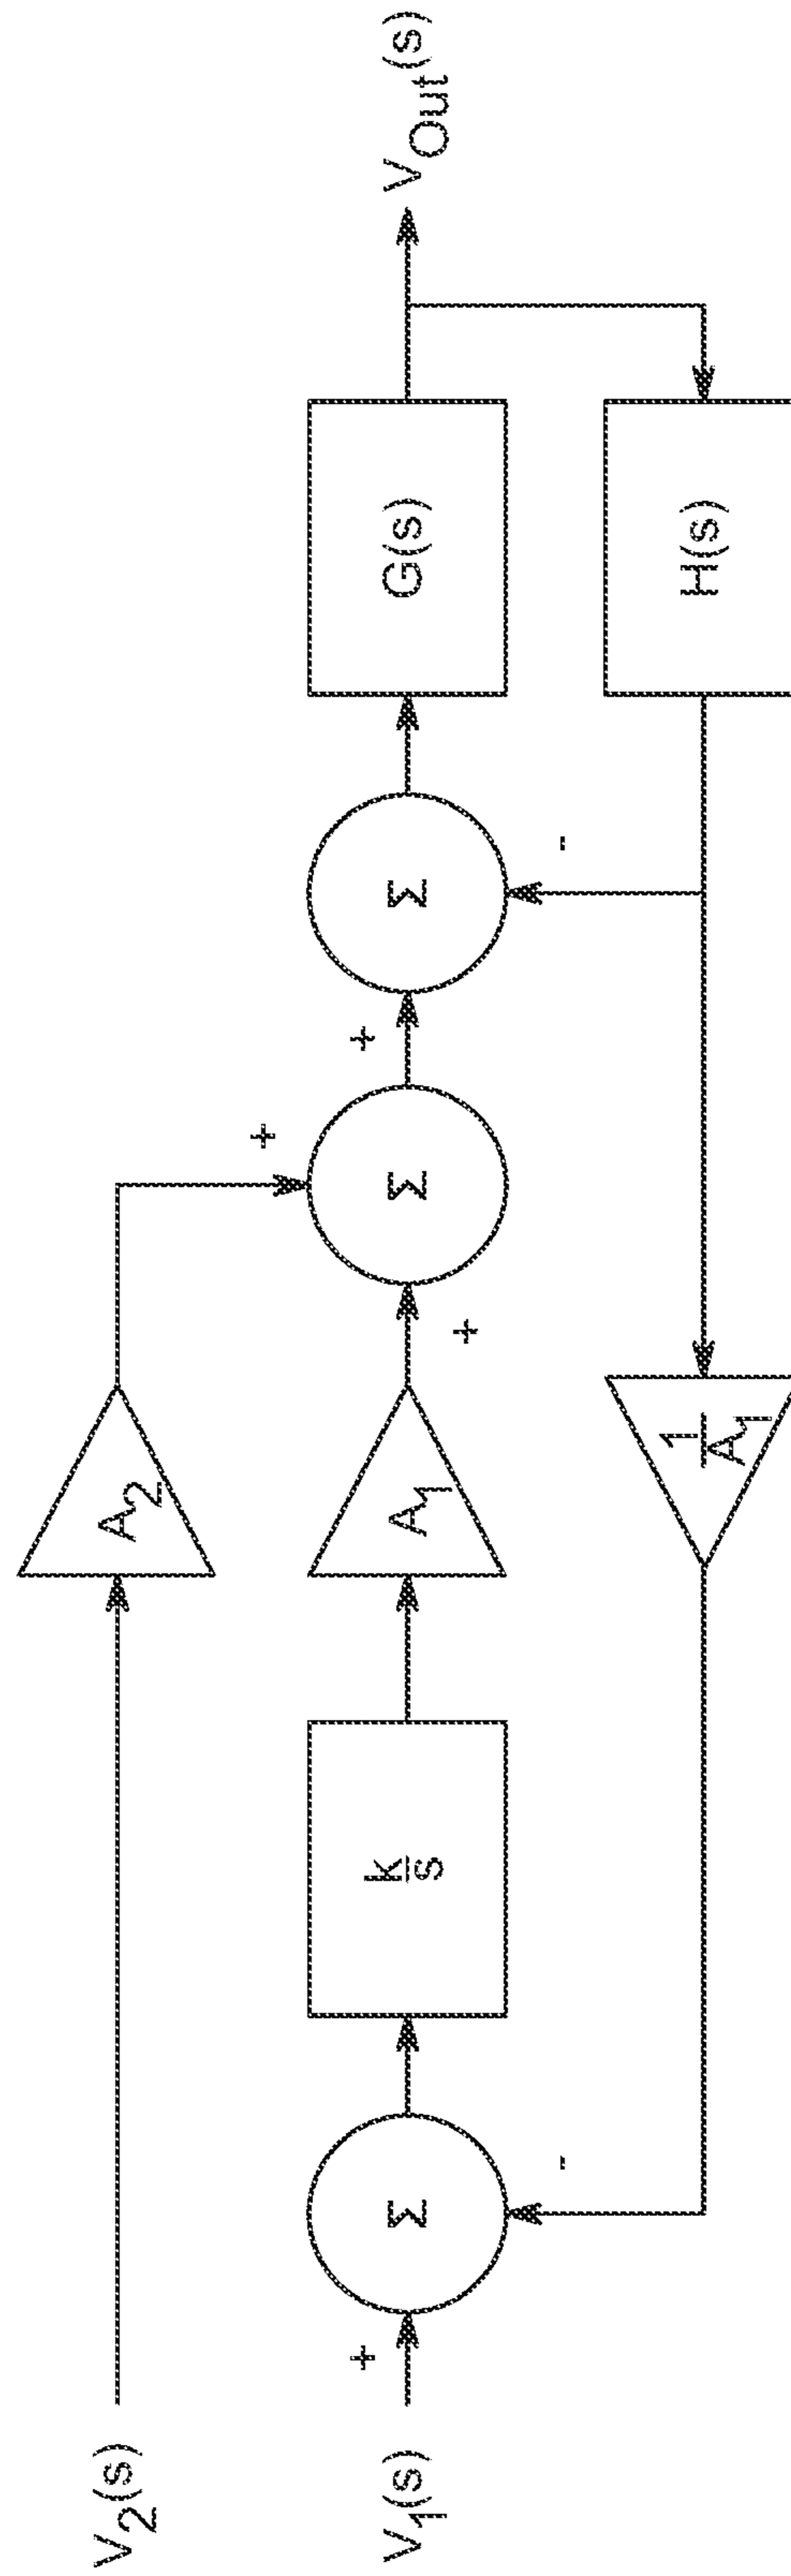 V2(s)
A2
+
V1(s)
+
Σ
-
k/s
A1
+
Σ
+
Σ
-
G(s)
VOut(s)
1/A1
H(s)